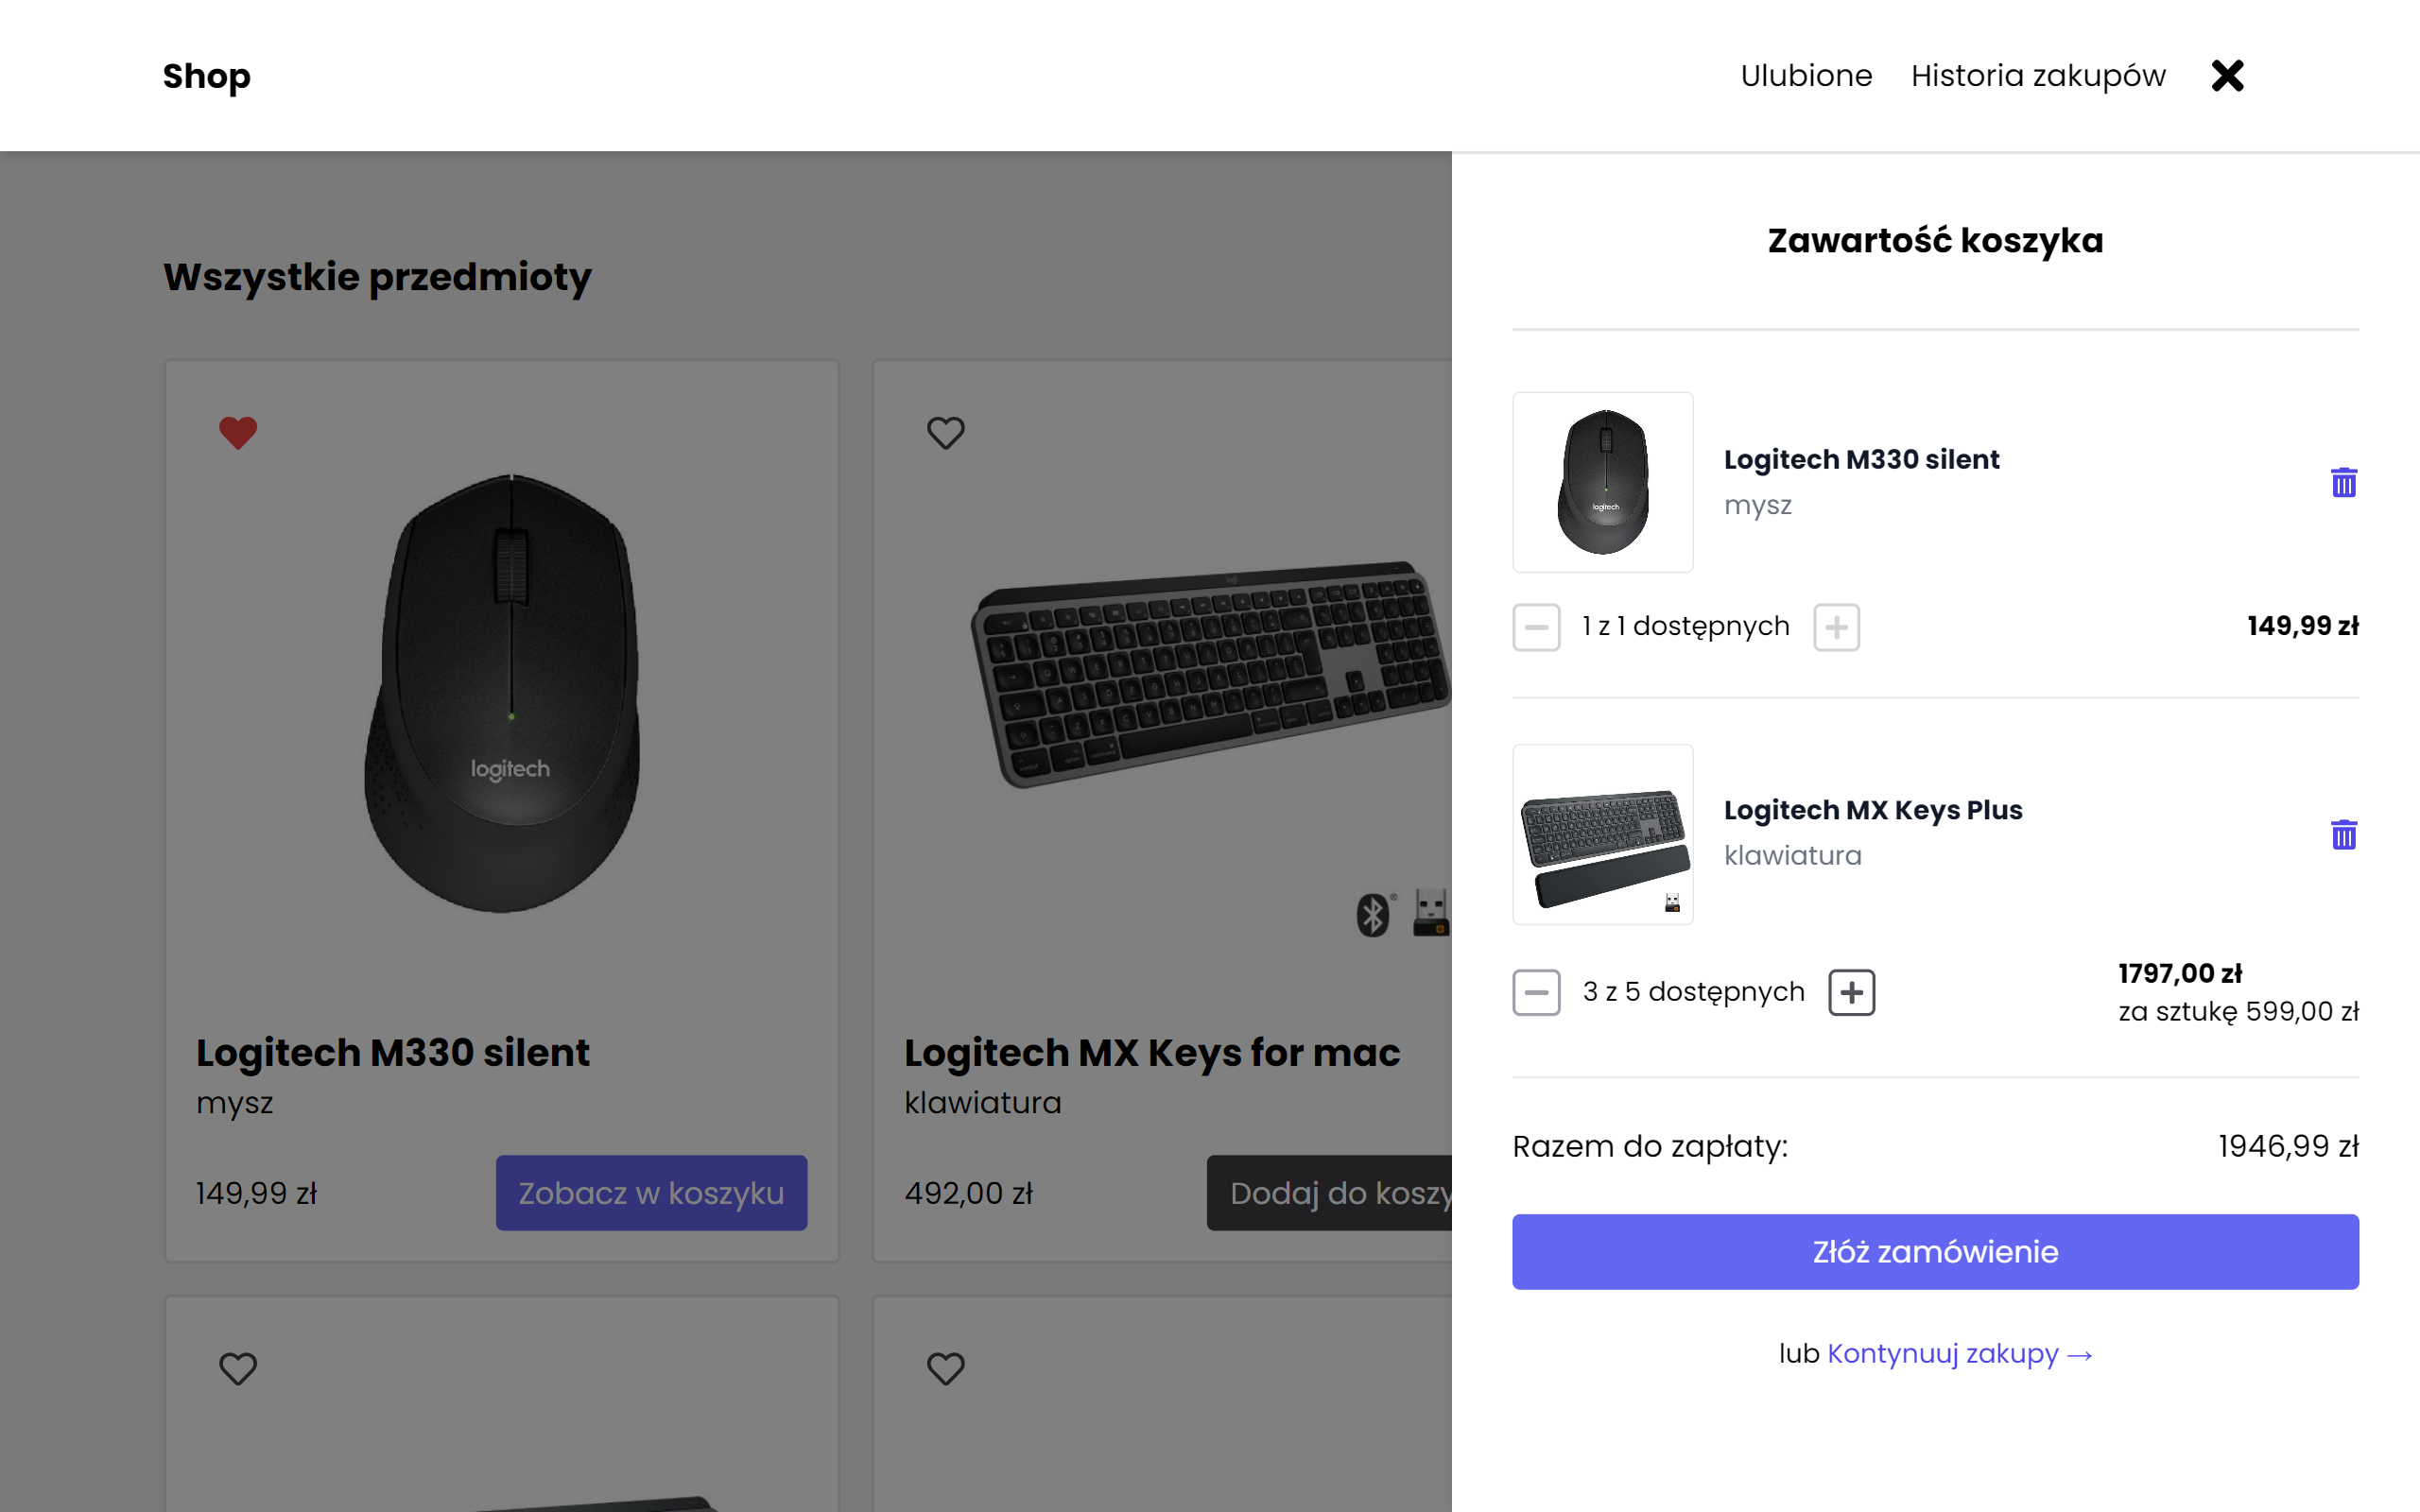 Shop
Ulubione
Historia zakupów
Wszystkie przedmioty
logitech
Logitech M330 silent
mysz
149,99 zł
Zobacz w koszyku
Logitech MX Keys for mac
klawiatura
492,00 zł
Dodaj do koszy
Zawartość koszyka
logitech
Logitech M330 silent
mysz
1 z 1 dostępnych
149,99 zł
Logitech MX Keys Plus
klawiatura
3 z 5 dostępnych
1797,00 zł
za sztukę 599,00 zł
Razem do zapłaty:
1946,99 zł
Złóż zamówienie
lub Kontynuuj zakupy →